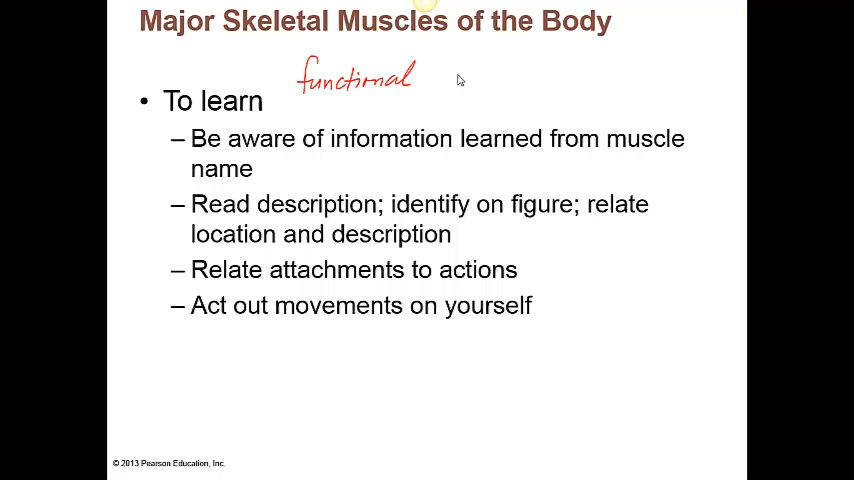 Major Skeletal Muscles of the Body
functional
• To learn
– Be aware of information learned from muscle
name
– Read description; identify on figure; relate
location and description
– Relate attachments to actions
– Act out movements on yourself
© 2013 Pearson Education, Inc.